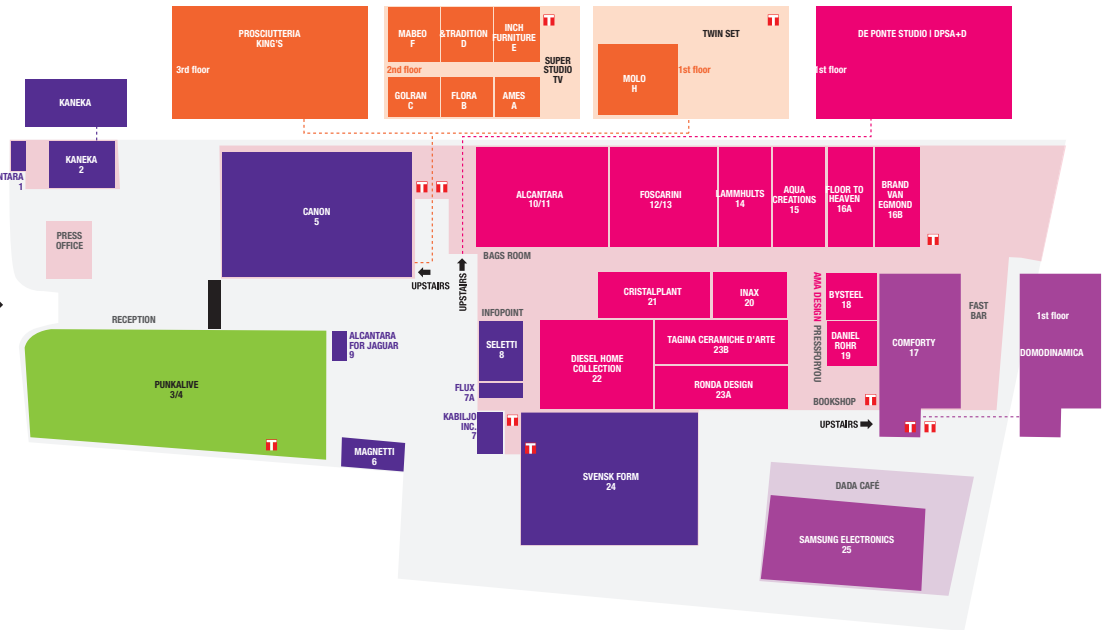 PROSCIUTTERIA
KING'S
3rd floor
MABEO
F
&TRADITION
D
INCH
FURNITURE
E
2nd floor
SUPER
STUDIO
TV
GOLRAN
C
FLORA
B
AMES
A
TWIN SET
MOLO
H
1st floor
DE PONTE STUDIO I DPSA+D
1st floor
KANEKA
KANEKA
2
NTARA
1
PRESS
OFFICE
CANON
5
ALCANTARA
10/11
FOSCARINI
12/13
LAMMHULTS
14
AQUA
CREATIONS
15
FLOOR TO
HEAVEN
16A
BRAND
VAN
EGMOND
16B
BAGS ROOM
UPSTAIRS
UPSTAIRS
CRISTALPLANT
21
INAX
20
AMA DESIGN PRESSFORYOU
BYSTEEL
18
DANIEL
ROHR
19
COMFORTY
17
FAST
BAR
1st floor
DOMODINAMICA
RECEPTION
INFOPOINT
SELETTI
8
ALCANTARA
FOR JAGUAR
9
DIESEL HOME
COLLECTION
22
TAGINA CERAMICHE D'ARTE
23B
RONDA DESIGN
23A
PUNKALIVE
3/4
FLUX
7A
BOOKSHOP
KABILJO
INC.
7
UPSTAIRS
MAGNETTI
6
SVENSK FORM
24
DADA CAFÉ
SAMSUNG ELECTRONICS
25